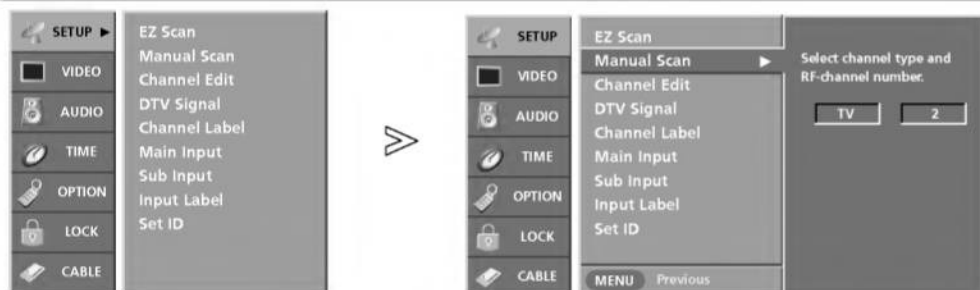 SETUP ►
VIDEO
AUDIO
TIME
OPTION
LOCK
CABLE
EZ Scan
Manual Scan
Channel Edit
DTV Signal
Channel Label
Main Input
Sub Input
Input Label
Set ID
>
SETUP
VIDEO
AUDIO
TIME
OPTION
LOCK
CABLE
EZ Scan
Manual Scan ►
Channel Edit
DTV Signal
Channel Label
Main Input
Sub Input
Input Label
Set ID
MENU Previous
Select channel type and
RF-channel number.
TV 2